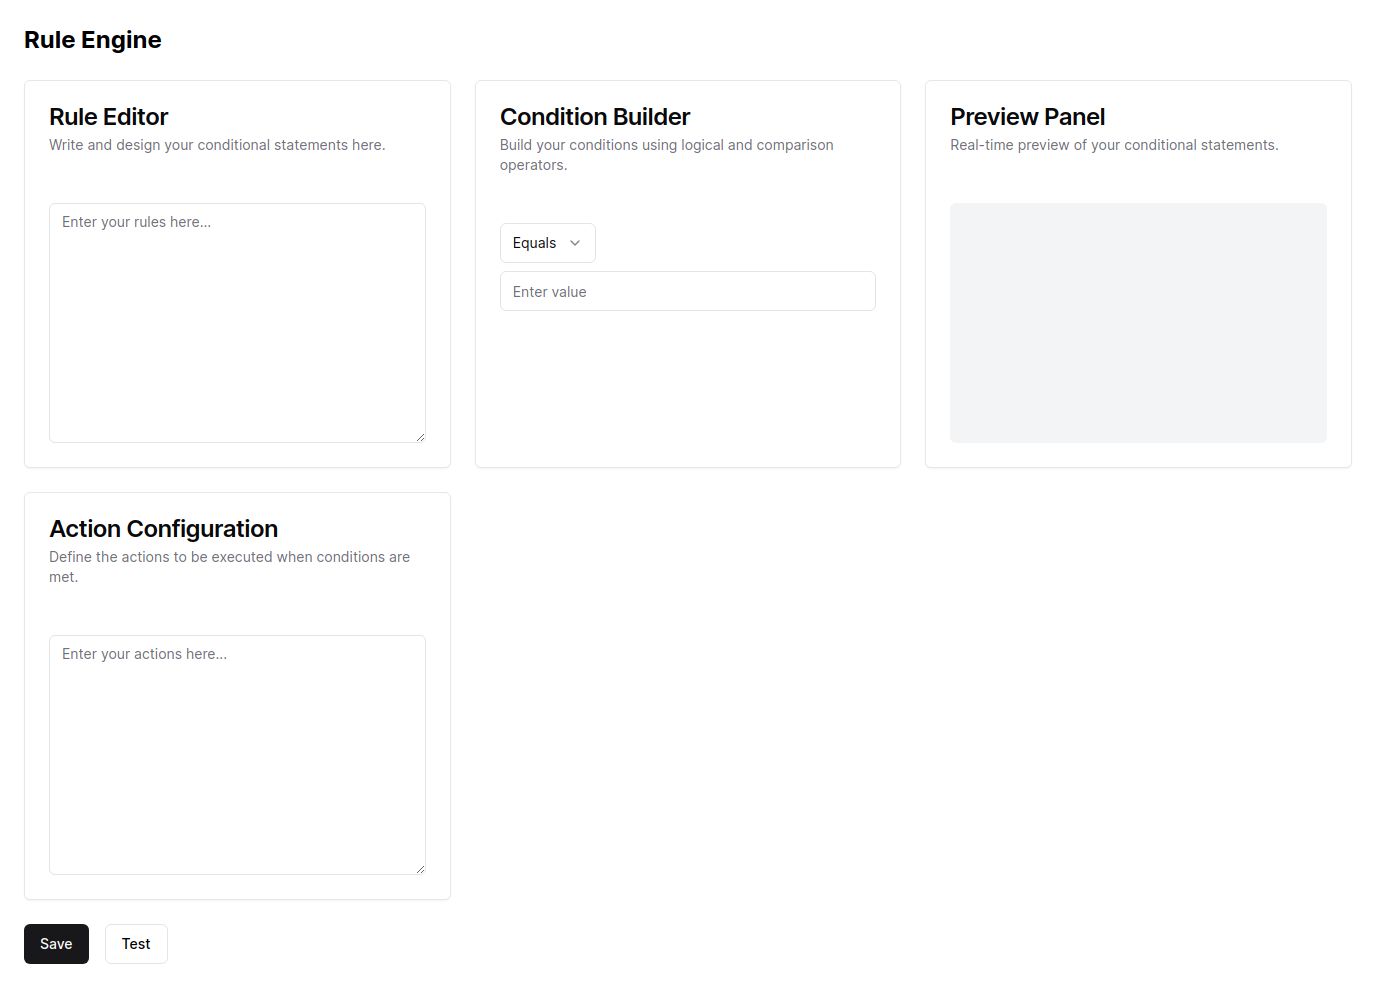 Rule Engine
Rule Editor
Write and design your conditional statements here.
Enter your rules here...
Condition Builder
Build your conditions using logical and comparison
operators.
Equals
Enter value
Preview Panel
Real-time preview of your conditional statements.
Action Configuration
Define the actions to be executed when conditions are
met.
Enter your actions here...
Save
Test